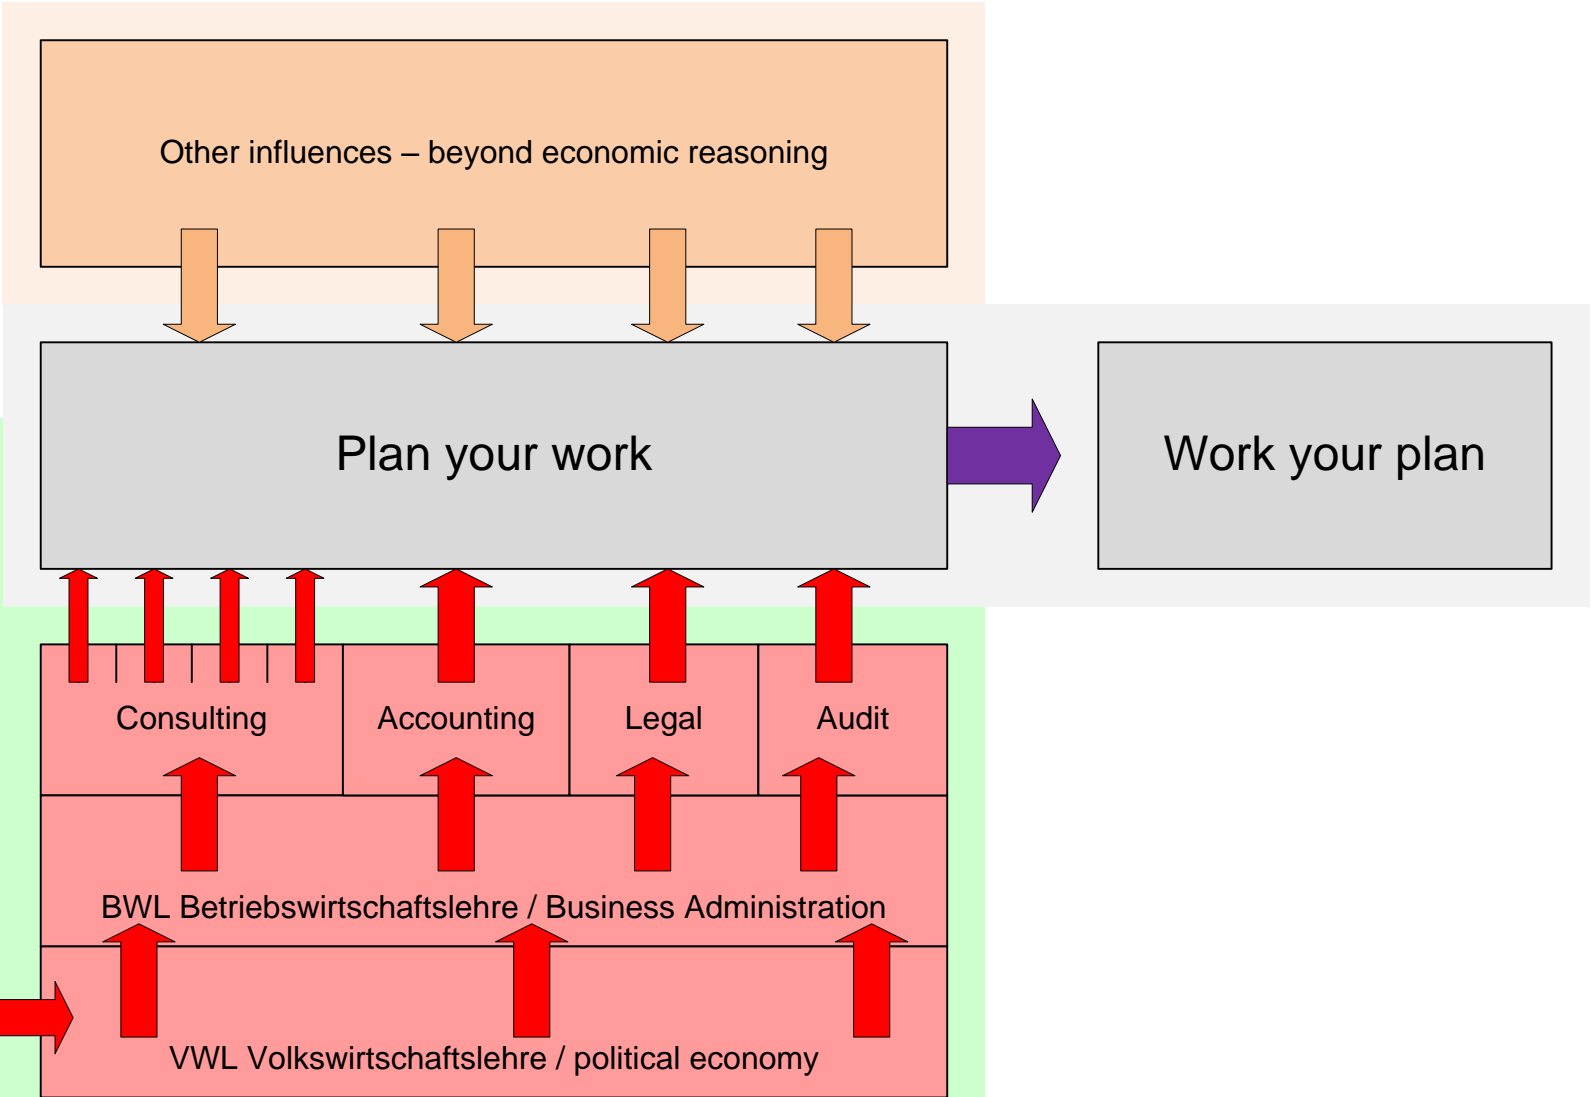 Other influences – beyond economic reasoning
Plan your work
Work your plan
Consulting
Accounting
Legal
Audit
BWL Betriebswirtschaftslehre / Business Administration
VWL Volkswirtschaftslehre / political economy